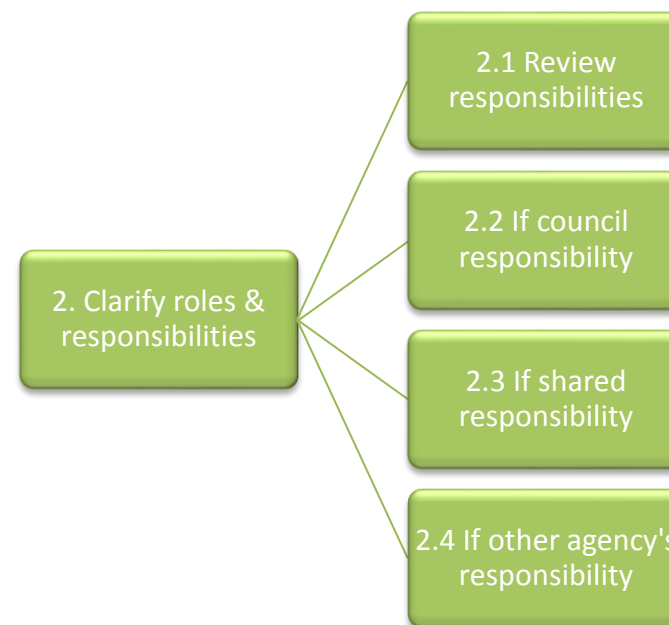 2. Clarify roles &
responsibilities
2.1 Review
responsibilities
2.2 If council
responsibility
2.3 If shared
responsibility
2.4 If other agency's
responsibility